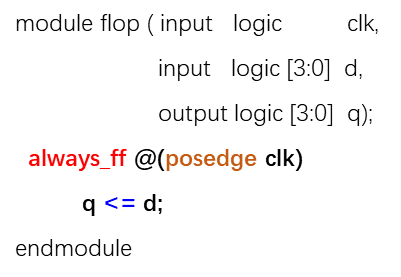 module flop ( input logic clk,
input logic [3:0] d,
output logic [3:0] q);
always_ff @(posedge clk)
q <= d;
endmodule